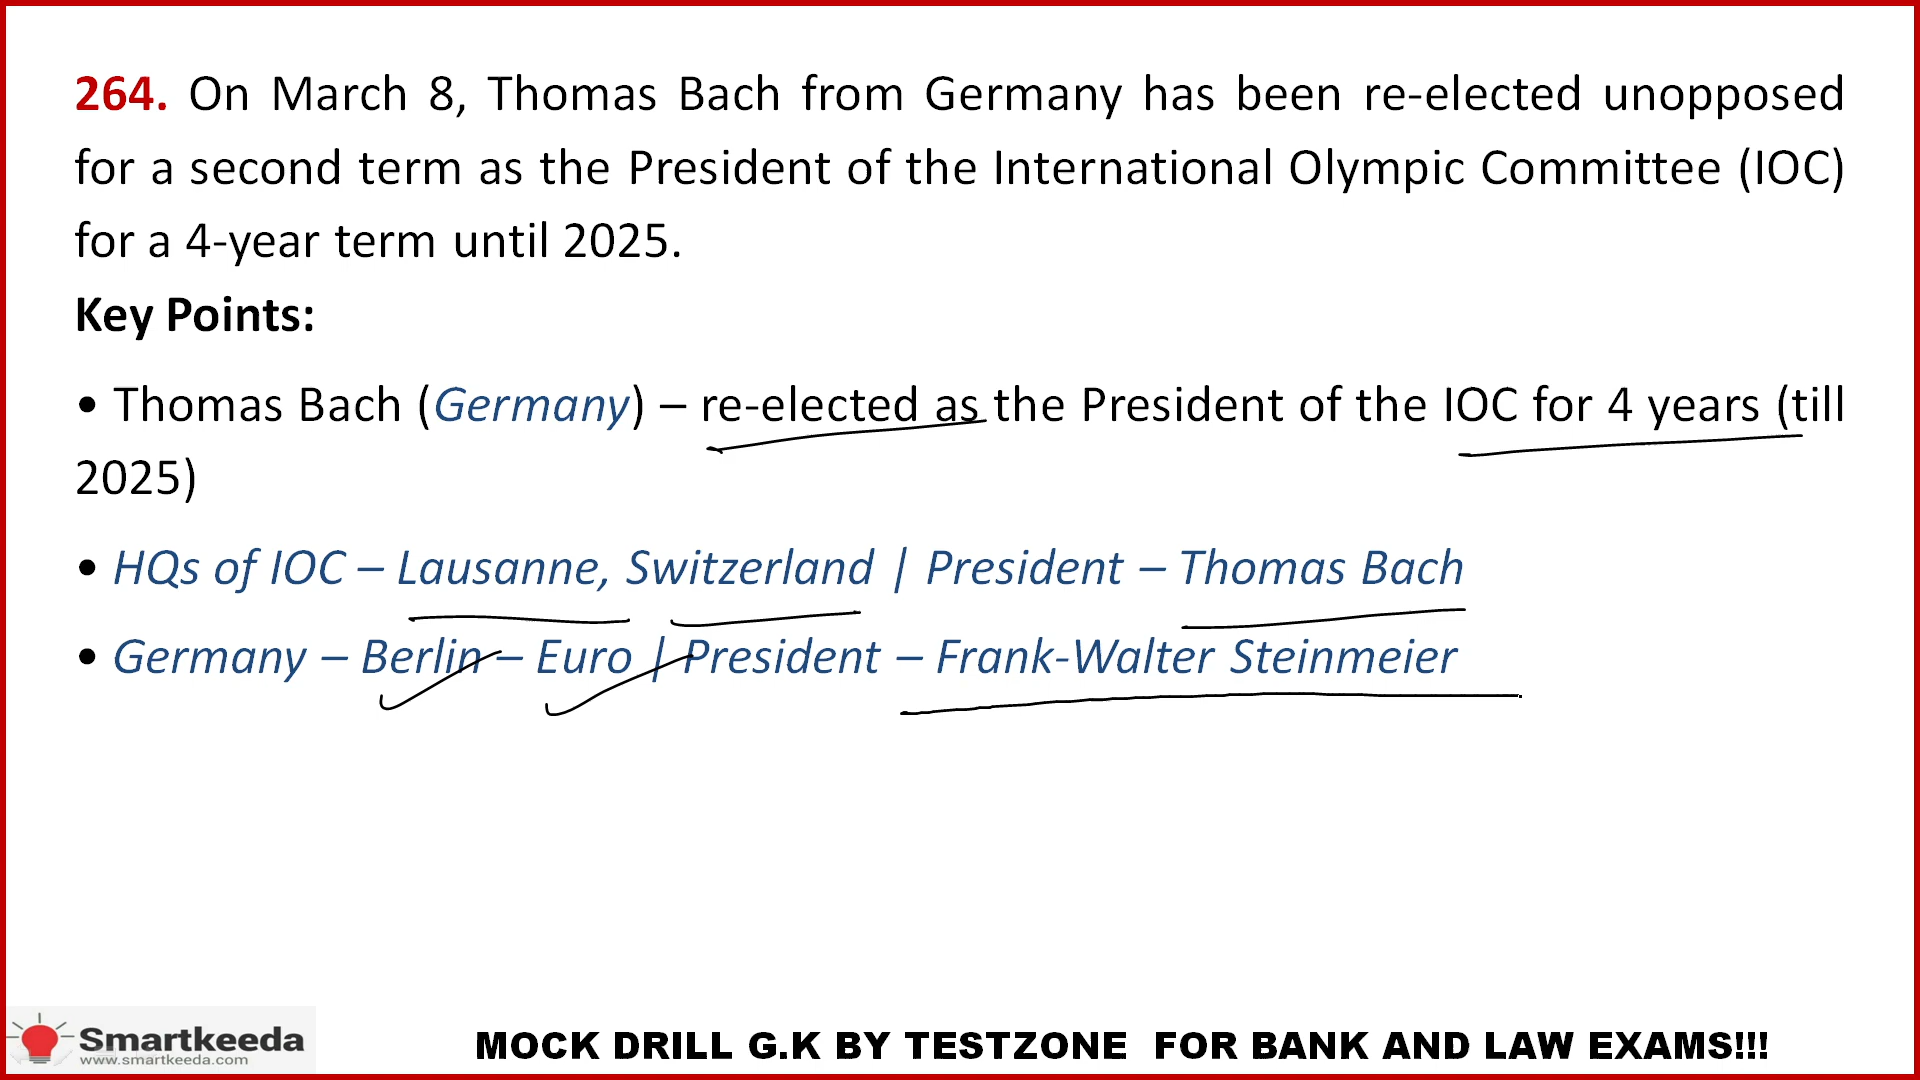 264. On March 8, Thomas Bach from Germany has been re-elected unopposed
for a second term as the President of the International Olympic Committee (IOC)
for a 4-year term until 2025.
Key Points:
• Thomas Bach (Germany) – re-elected as the President of the IOC for 4 years (till
2025)
• HQs of IOC – Lausanne, Switzerland | President – Thomas Bach
• Germany – Berlin – Euro | President – Frank-Walter Steinmeier
Smartkeeda
www.smartkeeda.com
MOCK DRILL G.K BY TESTZONE FOR BANK AND LAW EXAMS!!!